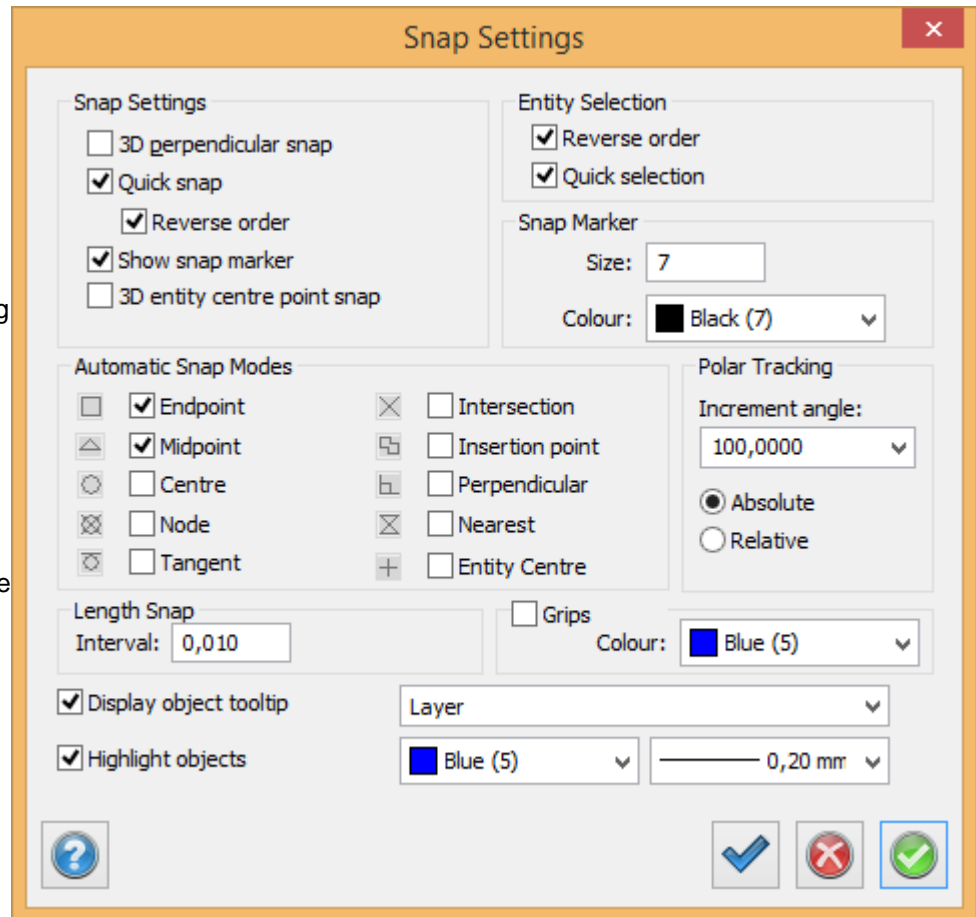 Snap Settings
Snap Settings
3D perpendicular snap
Quick snap
Reverse order
Show snap marker
3D entity centre point snap
g
Entity Selection
Reverse order
Quick selection
Snap Marker
Size: 7
Colour: Black (7)
Automatic Snap Modes
Endpoint
Midpoint
Centre
Node
Tangent
Intersection
Insertion point
Perpendicular
Nearest
Entity Centre
Polar Tracking
Increment angle:
100,0000
Absolute
Relative
e
Length Snap
Interval: 0,010
Grips
Colour: Blue (5)
Display object tooltip Layer
Highlight objects Blue (5) 0,20 mm